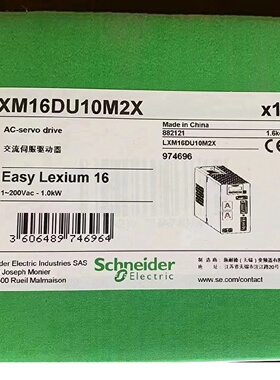 XM16DU10M2X
x1
AC-servo drive
交流伺服驱动器
Made in China
882121
1.6k
LXM16DU10M2X
974696
Easy Lexium 16
1~200Vac - 1.0kW
3 606489 746964
der Electric Industries SAS
Joseph Monier
00 Rueil Malmaison
Schneider
Electric
www.se.com/contact